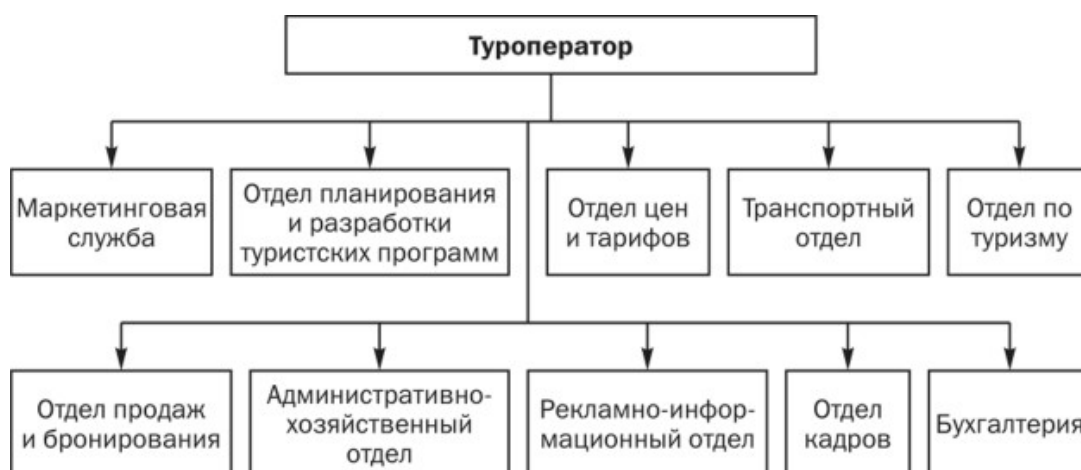 Туроператор
Маркетинговая
служба
Отдел планирования
и разработки
туристских программ
Отдел цен
и тарифов
Транспортный
отдел
Отдел по
туризму
Отдел продаж
и бронирования
Административно-
хозяйственный
отдел
Рекламно-инфор-
мационный отдел
Отдел
кадров
Бухгалтерия